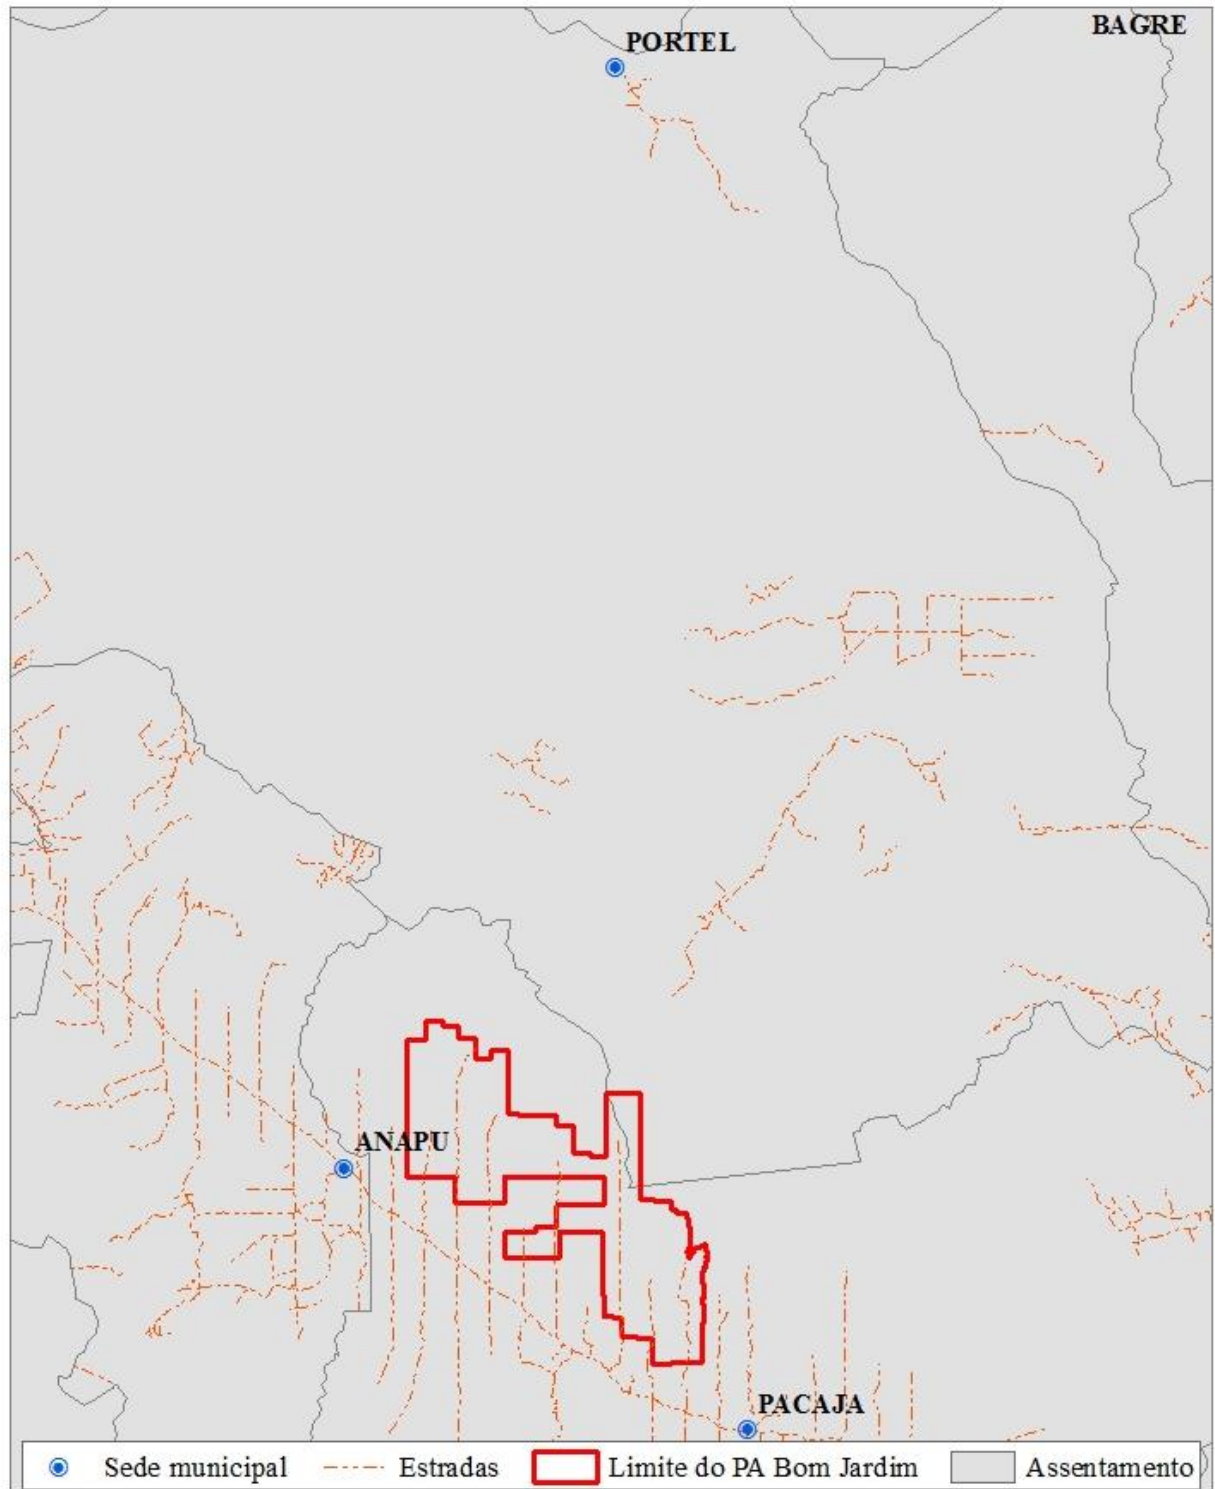 BAGRE
PORTEL
ANAPU
PACAJA
Sede municipal Estradas Limite do PA Bom Jardim Assentamento